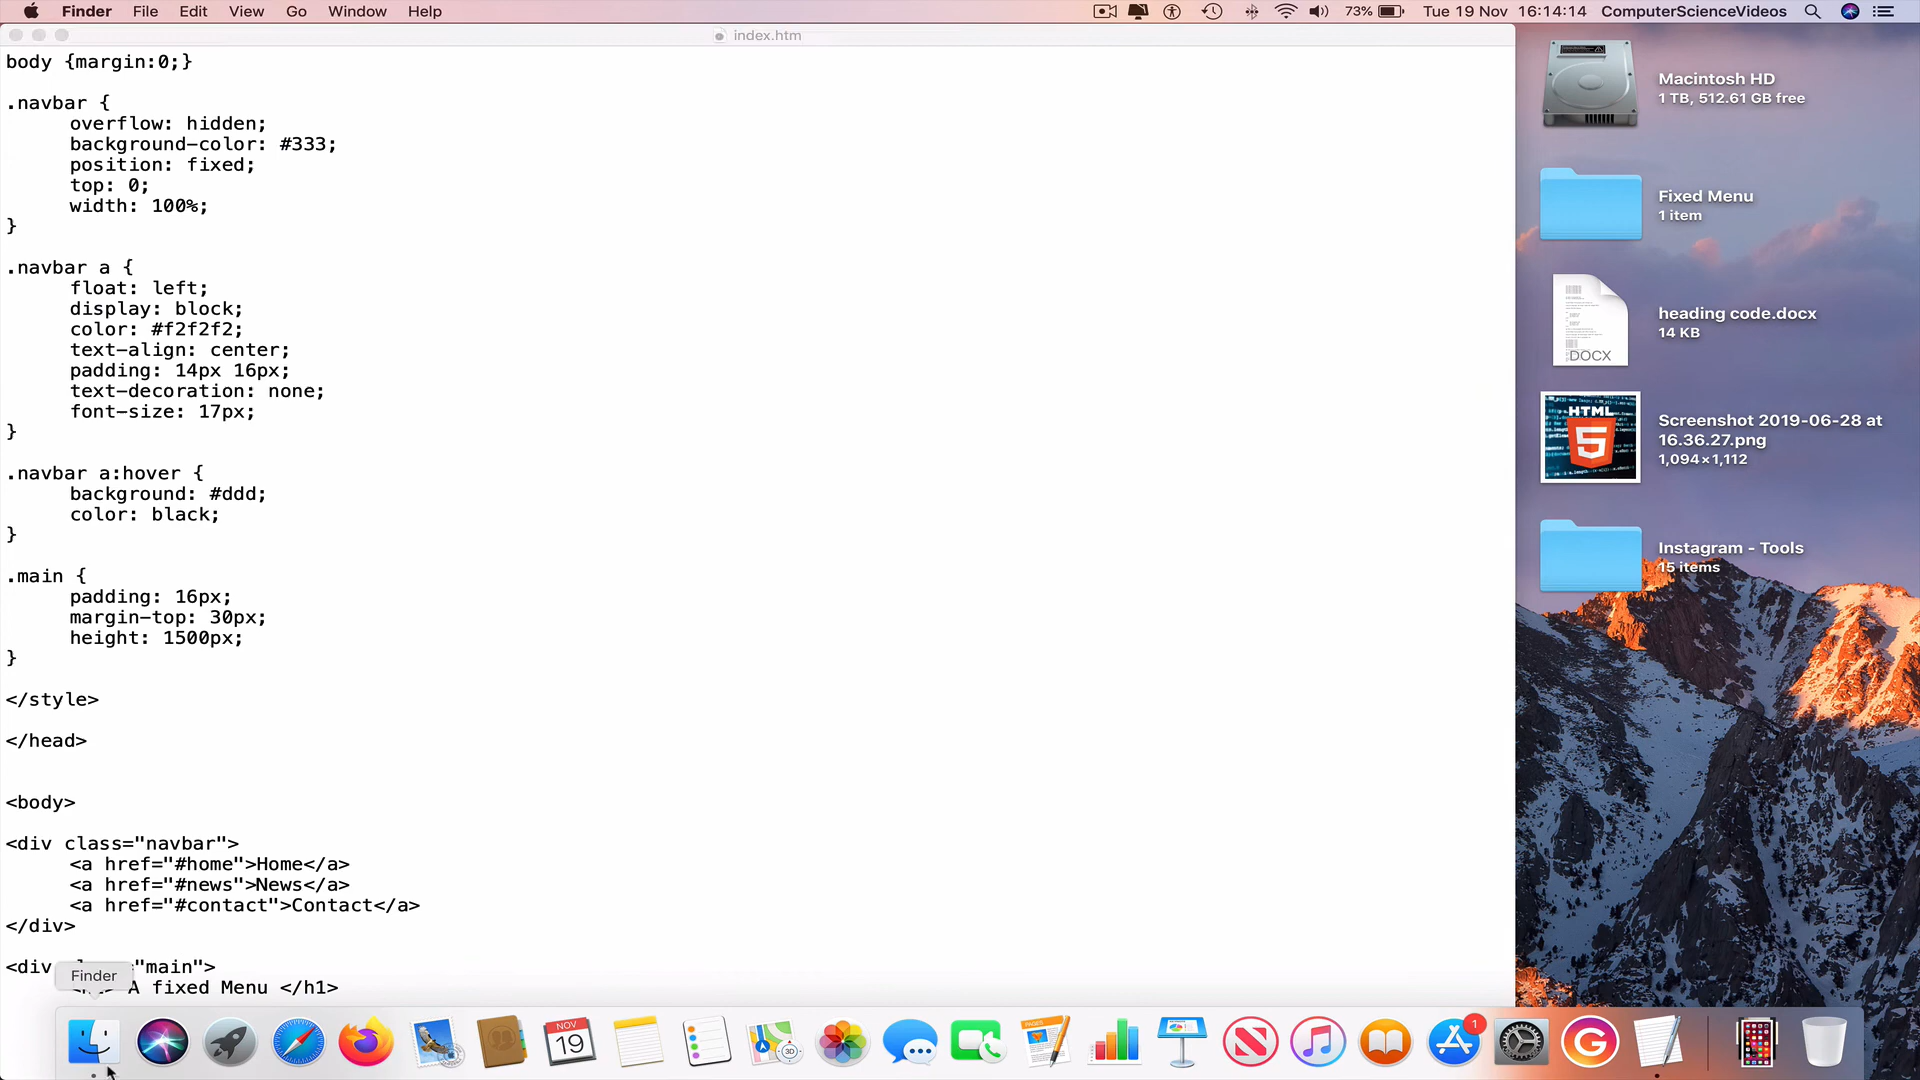 Finder File Edit View Go Window Help
73% Tue 19 Nov 16:14:14 ComputerScienceVideos
index.htm
body {margin:0;}
.navbar {
overflow: hidden;
background-color: #333;
position: fixed;
top: 0;
width: 100%;
}
.navbar a {
float: left;
display: block;
color: #f2f2f2;
text-align: center;
padding: 14px 16px;
text-decoration: none;
font-size: 17px;
}
.navbar a:hover {
background: #ddd;
color: black;
}
.main {
padding: 16px;
margin-top: 30px;
height: 1500px;
}
</style>
</head>
<body>
<div class="navbar">
<a href="#home">Home</a>
<a href="#news">News</a>
<a href="#contact">Contact</a>
</div>
<div "main">
A fixed Menu </h1>
Finder
Macintosh HD
1 TB, 512.61 GB free
Fixed Menu
1 item
DOCX
heading code.docx
14 KB
HTML
5
Screenshot 2019-06-28 at
16.36.27.png
1,094×1,112
Instagram - Tools
15 items
NOV
19
3D
PAGES
1